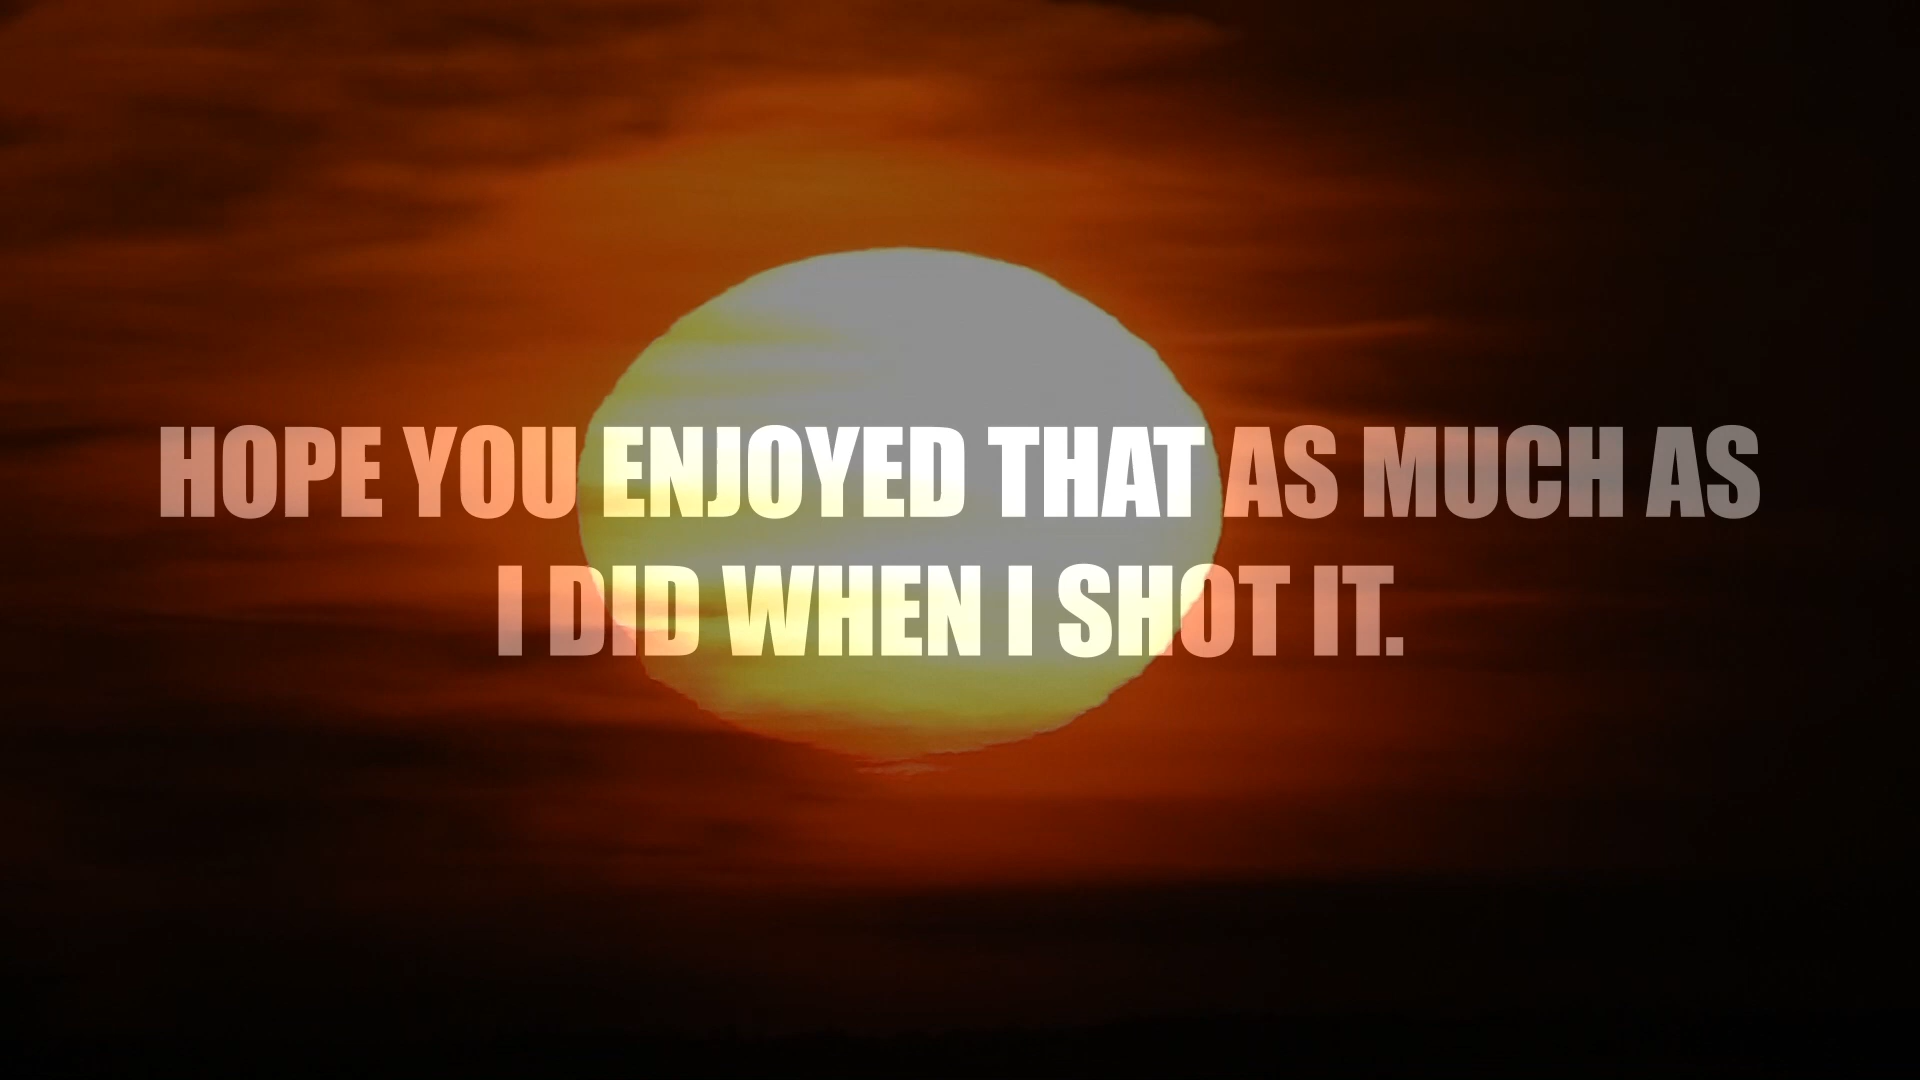 HOPE YOU ENJOYED THAT AS MUCH AS
I DID WHEN I SHOT IT.